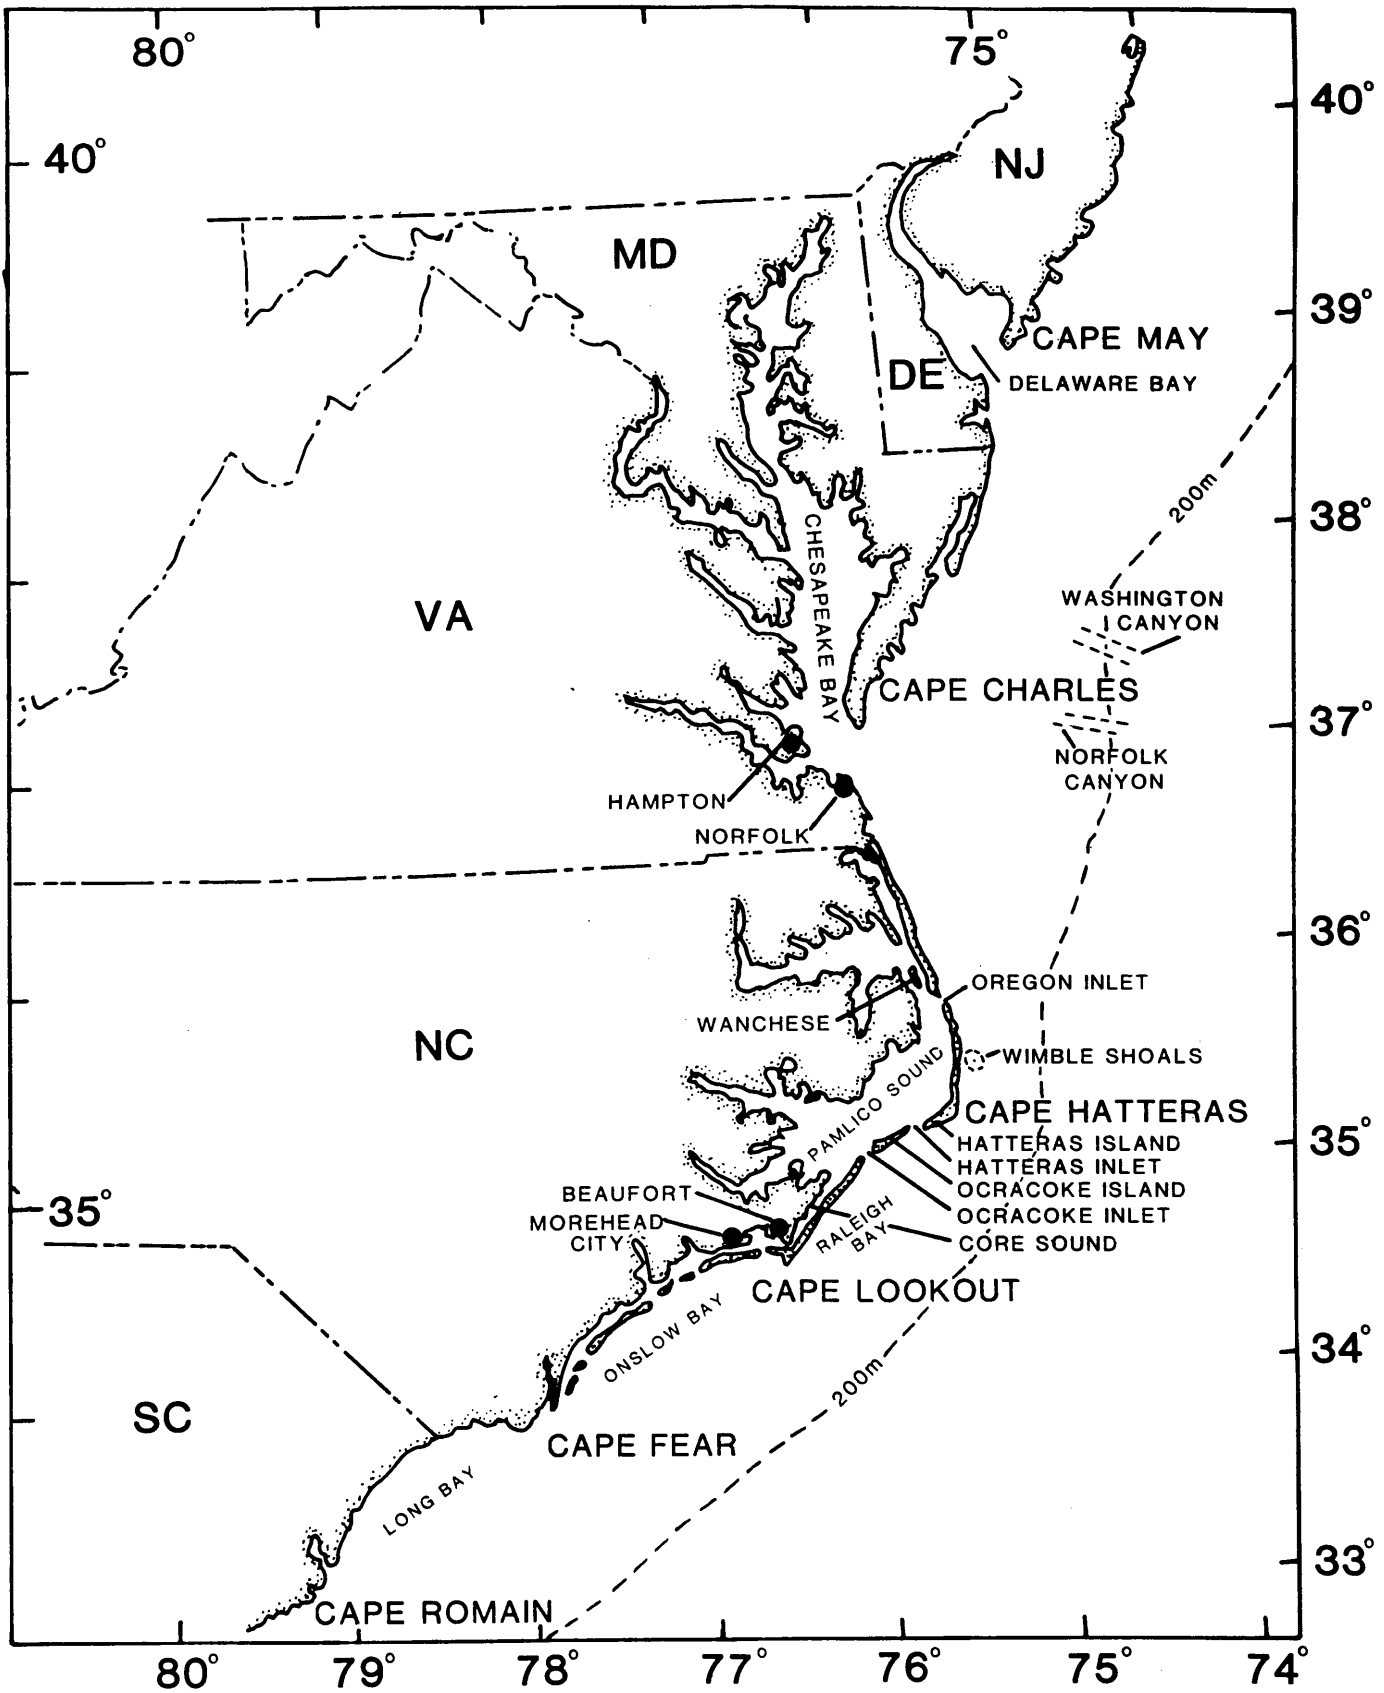 80°
75°
40°
40°
NJ
MD
39°
CAPE MAY
DE
DELAWARE BAY
200m
38°
CHESAPEAKE BAY
WASHINGTON
CANYON
VA
CAPE CHARLES
37°
NORFOLK
CANYON
HAMPTON
NORFOLK
36°
OREGON INLET
WANCHESE
NC
WIMBLE SHOALS
PAMLICO SOUND
CAPE HATTERAS
35°
HATTERAS ISLAND
HATTERAS INLET
OCRACOKE ISLAND
OCRACOKE INLET
CORE SOUND
BEAUFORT
35°
MOREHEAD
CITY
RALEIGH
BAY
CAPE LOOKOUT
ONSLOW BAY
34°
200m
SC
CAPE FEAR
LONG BAY
33°
CAPE ROMAIN
80°
79°
78°
77°
76°
75°
74°